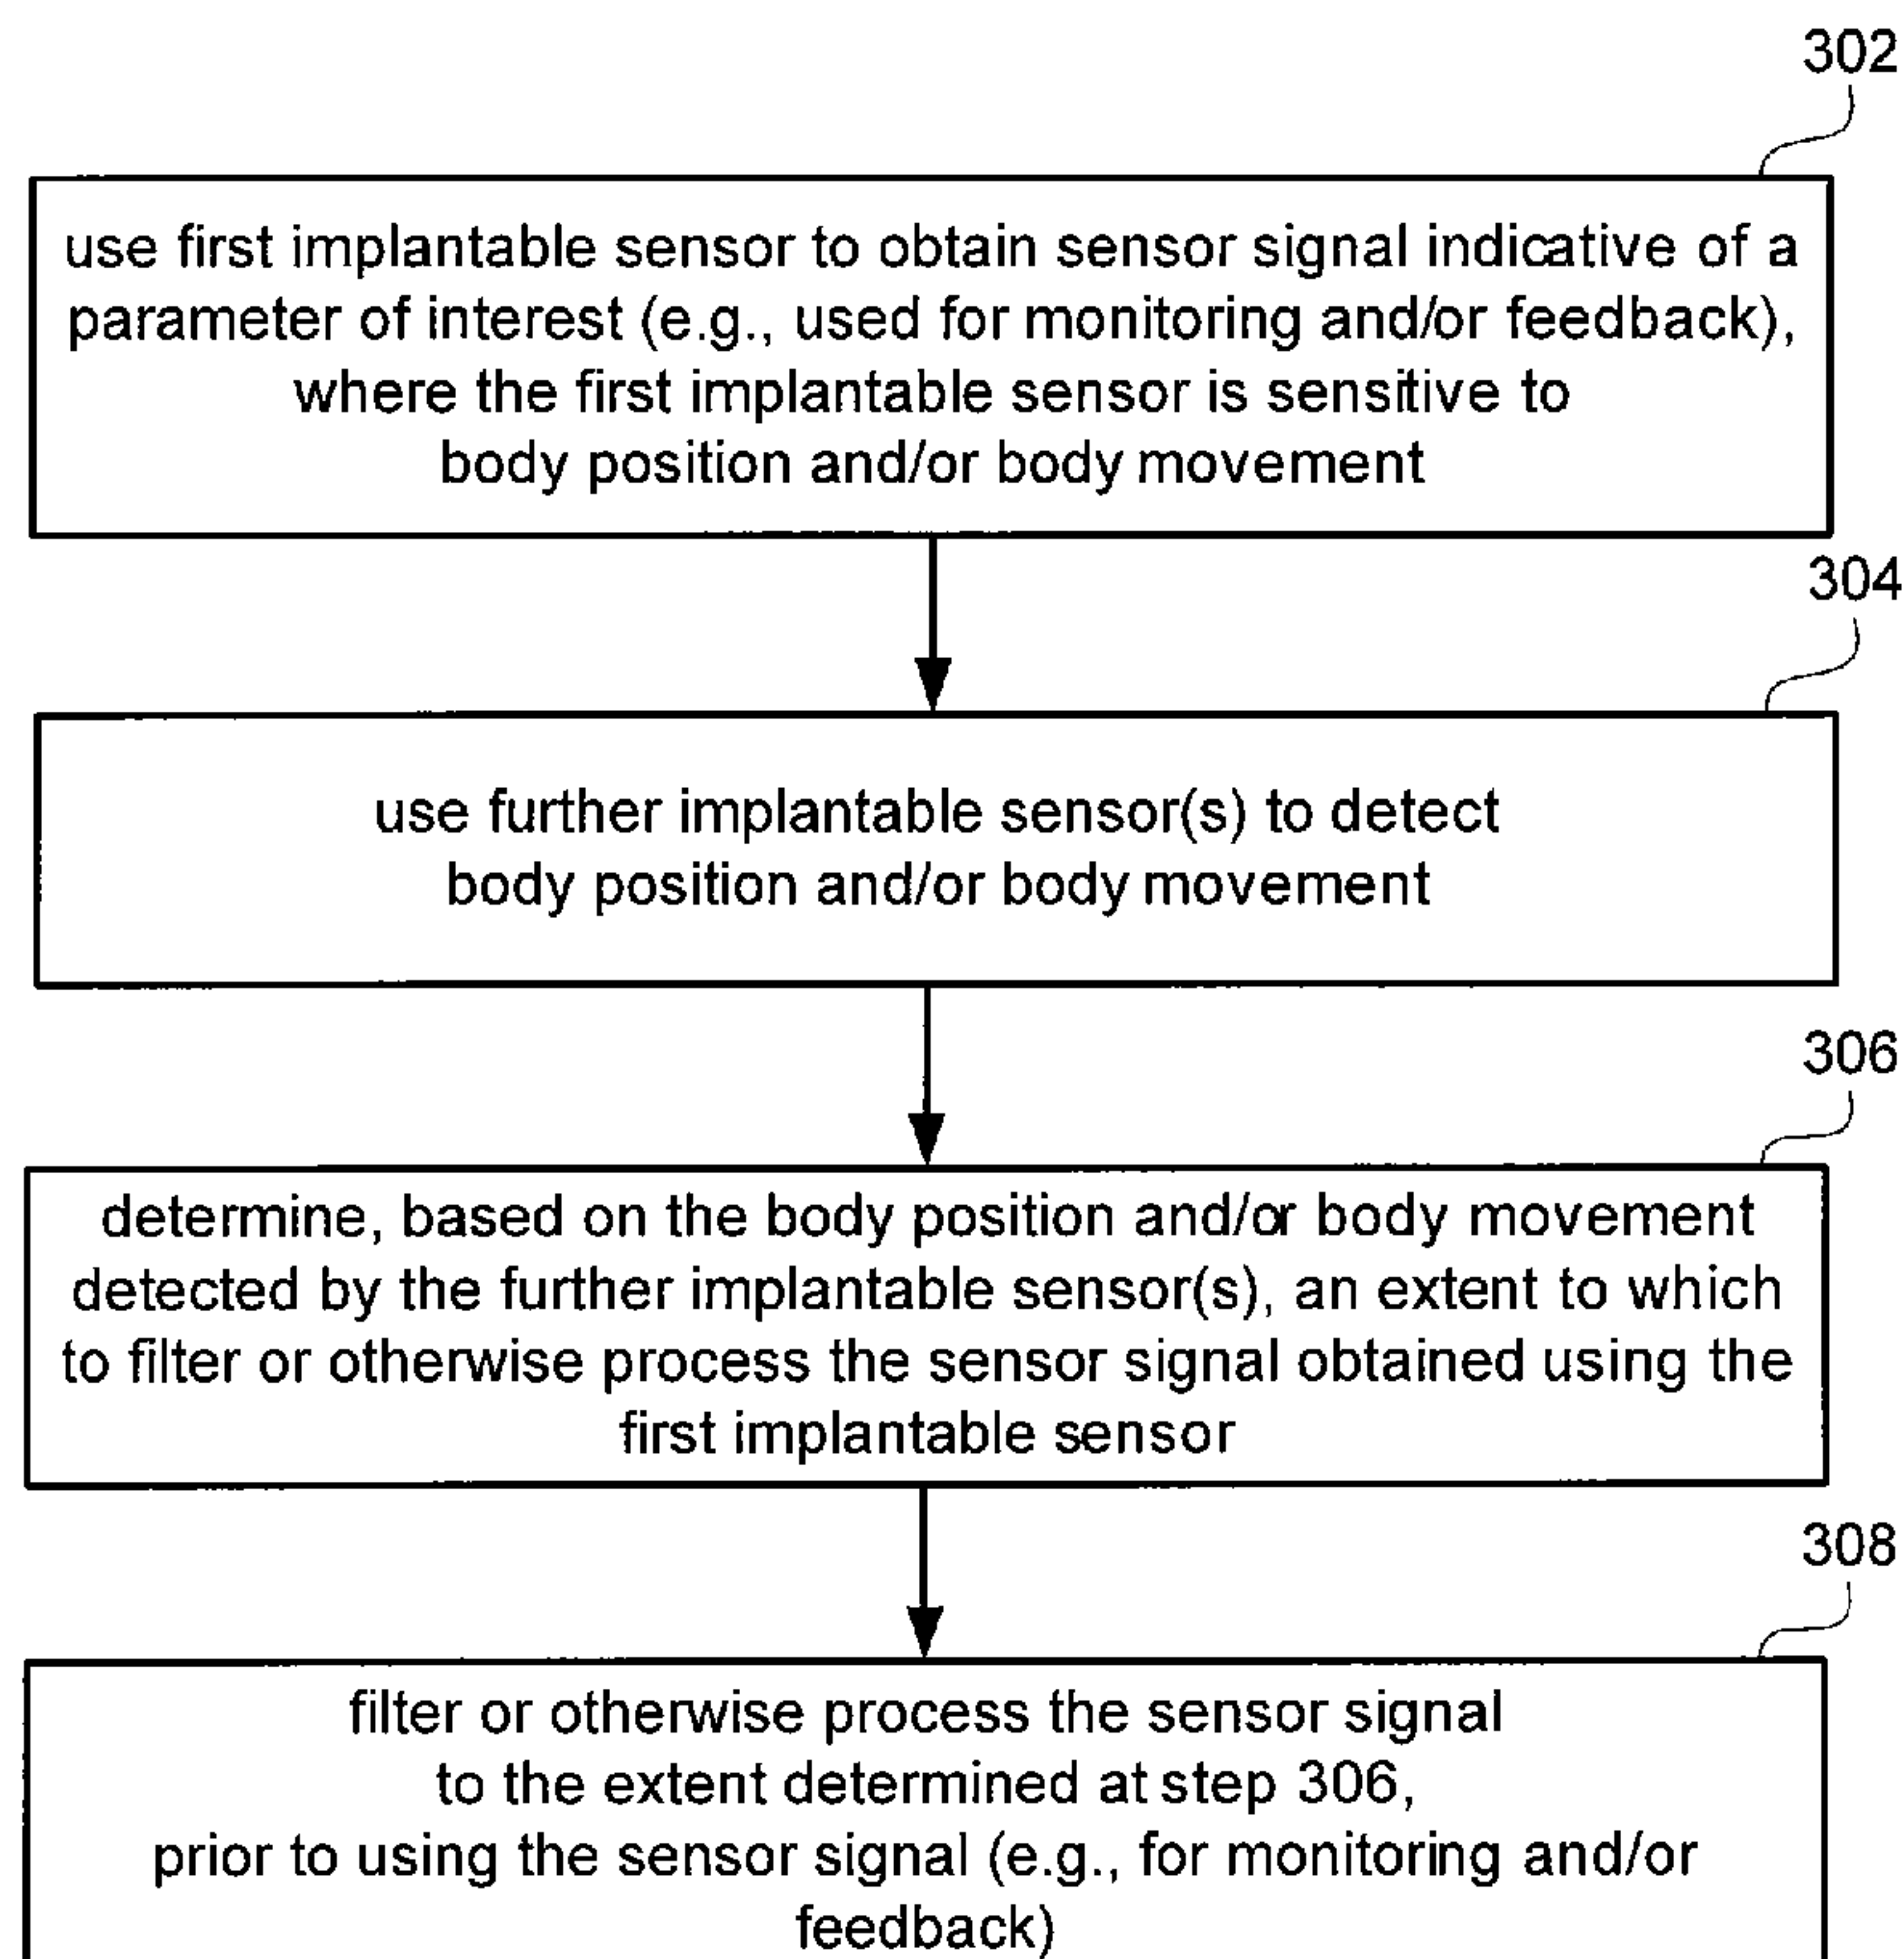 302
use first implantable sensor to obtain sensor signal indicative of a
parameter of interest (e.g., used for monitoring and/or feedback),
where the first implantable sensor is sensitive to
body position and/or body movement
304
use further implantable sensor(s) to detect
body position and/or body movement
306
determine, based on the body position and/or body movement
detected by the further implantable sensor(s), an extent to which
to filter or otherwise process the sensor signal obtained using the
first implantable sensor
308
filter or otherwise process the sensor signal
to the extent determined at step 306,
prior to using the sensor signal (e.g., for monitoring and/or
feedback)